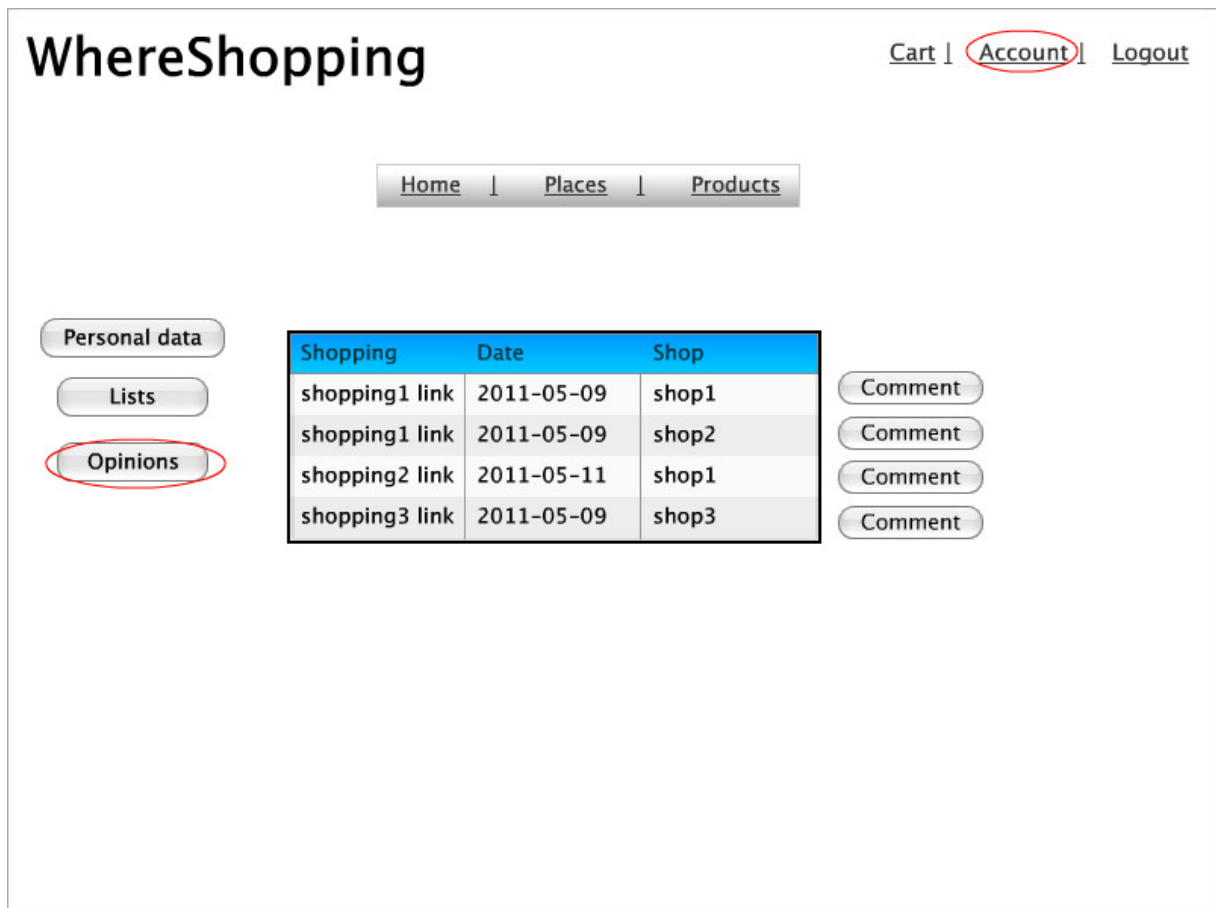 WhereShopping
Cart | Account | Logout
Home | Places | Products
Personal data
Lists
Opinions
Shopping Date Shop
shopping1 link 2011-05-09 shop1 Comment
shopping1 link 2011-05-09 shop2 Comment
shopping2 link 2011-05-11 shop1 Comment
shopping3 link 2011-05-09 shop3 Comment